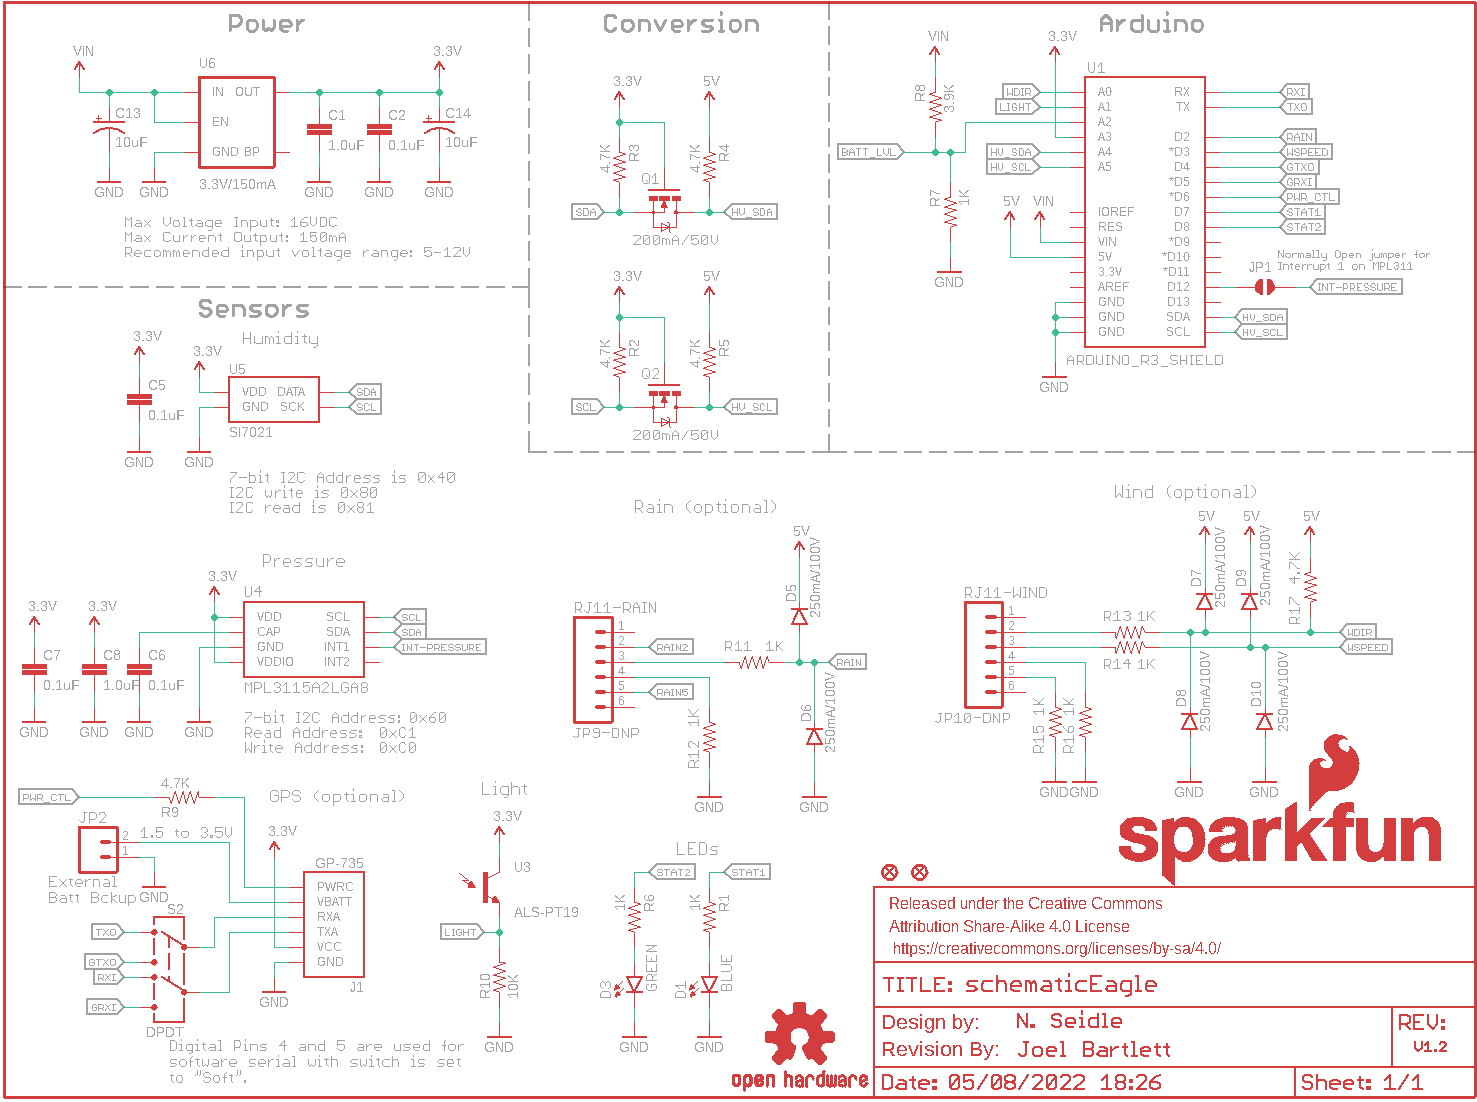 Power
VIN
U6
3.3V
IN OUT
EN
GND BP
C13
10uF
C1
1.0uF
C2
0.1uF
C14
10uF
GND
GND
3.3V/150mA
GND
GND
GND
Max Voltage Input: 16VDC
Max Current Output: 150mA
Recommended input voltage range: 5-12V
Conversion
3.3V
5V
4.7K
R3
4.7K
R4
Q1
SDA
HV_SDA
200mA/50V
3.3V
5V
4.7K
R2
4.7K
R5
Q2
SCL
HV_SCL
200mA/50V
Arduino
VIN
3.3V
R8
3.9K
U1
WDIR
LIGHT
BATT_LVL
HV_SDA
HV_SCL
R7
1K
GND
5V
VIN
A0
A1
A2
A3
A4
A5
IOREF
RES
VIN
5V
3.3V
AREF
GND
GND
GND
RX
TX
D2
*D3
D4
*D5
*D6
D7
D8
*D9
*D10
*D11
D12
D13
SDA
SCL
RXI
TXO
RAIN
WSPEED
GTXO
GRXI
PWR_CTL
STAT1
STAT2
Normally Open jumper for
Interrupt 1 on MPL311
JP1
INT-PRESSURE
HV_SDA
HV_SCL
ARDUINO_R3_SHIELD
GND
Sensors
Humidity
3.3V
3.3V
C5
0.1uF
U5
VDD DATA
GND SCK
SDA
SCL
SI7021
GND
GND
7-bit I2C Address is 0x40
I2C write is 0x80
I2C read is 0x81
Pressure
3.3V
U4
3.3V
3.3V
VDD
CAP
GND
VDDIO
SCL
SDA
INT1
INT2
SCL
SDA
INT-PRESSURE
C7
0.1uF
C8
1.0uF
C6
0.1uF
MPL3115A2LGA8
GND
GND
GND
GND
7-bit I2C Address: 0x60
Read Address: 0xC1
Write Address: 0xC0
Rain (optional)
5V
D5
250mA/100V
RJ11-RAIN
1
2
3
4
5
6
RAIN2
RAIN5
R11 1K
RAIN
R12 1K
D6
250mA/100V
JP9-DNP
GND
GND
Wind (optional)
5V
5V
5V
D7
250mA/100V
D9
250mA/100V
R17 4.7K
RJ11-WIND
1
2
3
4
5
6
R13 1K
R14 1K
WDIR
WSPEED
R15 1K
R16 1K
D8
250mA/100V
D10
250mA/100V
JP10-DNP
GND
GND
GND
GND
PWR_CTL
4.7K
R9
GPS (optional)
JP2
2
1
1.5 to 3.5V
3.3V
External
Batt Bckup
GND
GP-735
PWRC
VBATT
RXA
TXA
VCC
GND
J1
GND
S2
TXO
GTXO
RXI
GRXI
DPDT
Digital Pins 4 and 5 are used for
software serial with switch is set
to "Soft".
Light
3.3V
U3
ALS-PT19
LIGHT
R10
10K
GND
LEDs
STAT2
STAT1
1K
R6
1K
R1
D3
GREEN
D1
BLUE
GND
GND
open hardware
sparkfun
Released under the Creative Commons
Attribution Share-Alike 4.0 License
https://creativecommons.org/licenses/by-sa/4.0/
TITLE: schematicEagle
Design by: N. Seidle
Revision By: Joel Bartlett
REV:
V1.2
Date: 05/08/2022 18:26
Sheet: 1/1